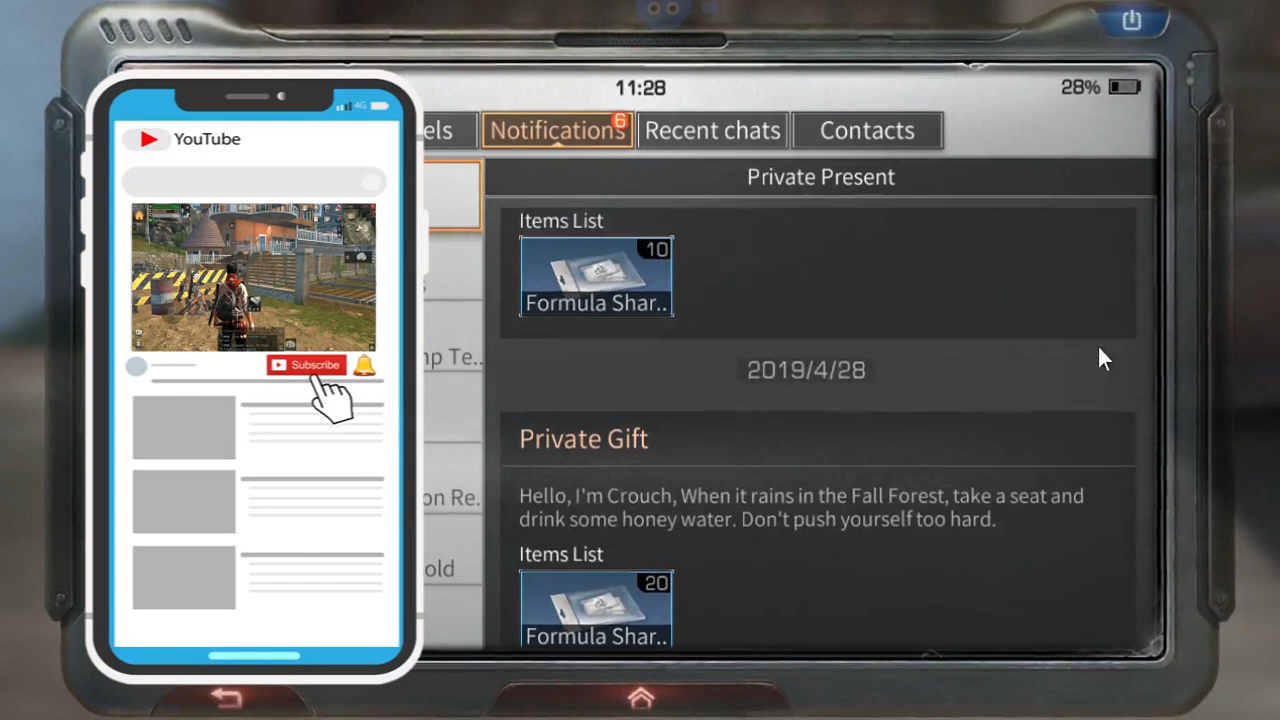 11:28
28%
4G
YouTube
els
Notifications
6
Recent chats
Contacts
Private Present
Items List
10
Formula Shar..
Subscribe
mp Te..
2019/4/28
Private Gift
on Re.
Hello, I'm Crouch, When it rains in the Fall Forest, take a seat and
drink some honey water. Don't push yourself too hard.
Items List
old
20
Formula Shar..